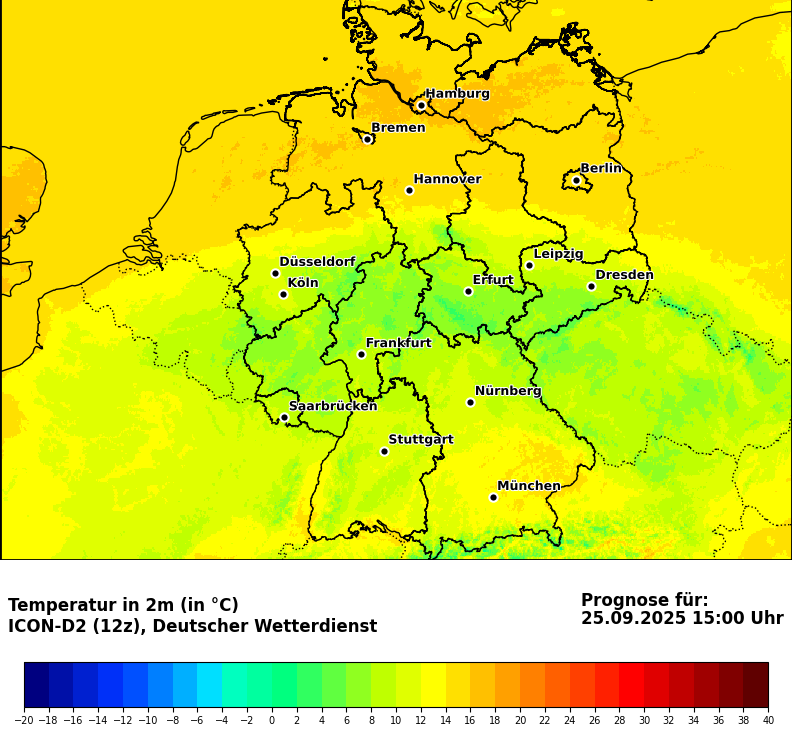 Hamburg
Bremen
Berlin
Hannover
Leipzig
Düsseldorf
Dresden
Köln
Erfurt
Frankfurt
Nürnberg
Saarbrücken
Stuttgart
München
Temperatur in 2m (in °C)
ICON-D2 (12z), Deutscher Wetterdienst
Prognose für:
25.09.2025 15:00 Uhr
−20 −18 −16 −14 −12 −10 −8 −6 −4 −2 0 2 4 6 8 10 12 14 16 18 20 22 24 26 28 30 32 34 36 38 40